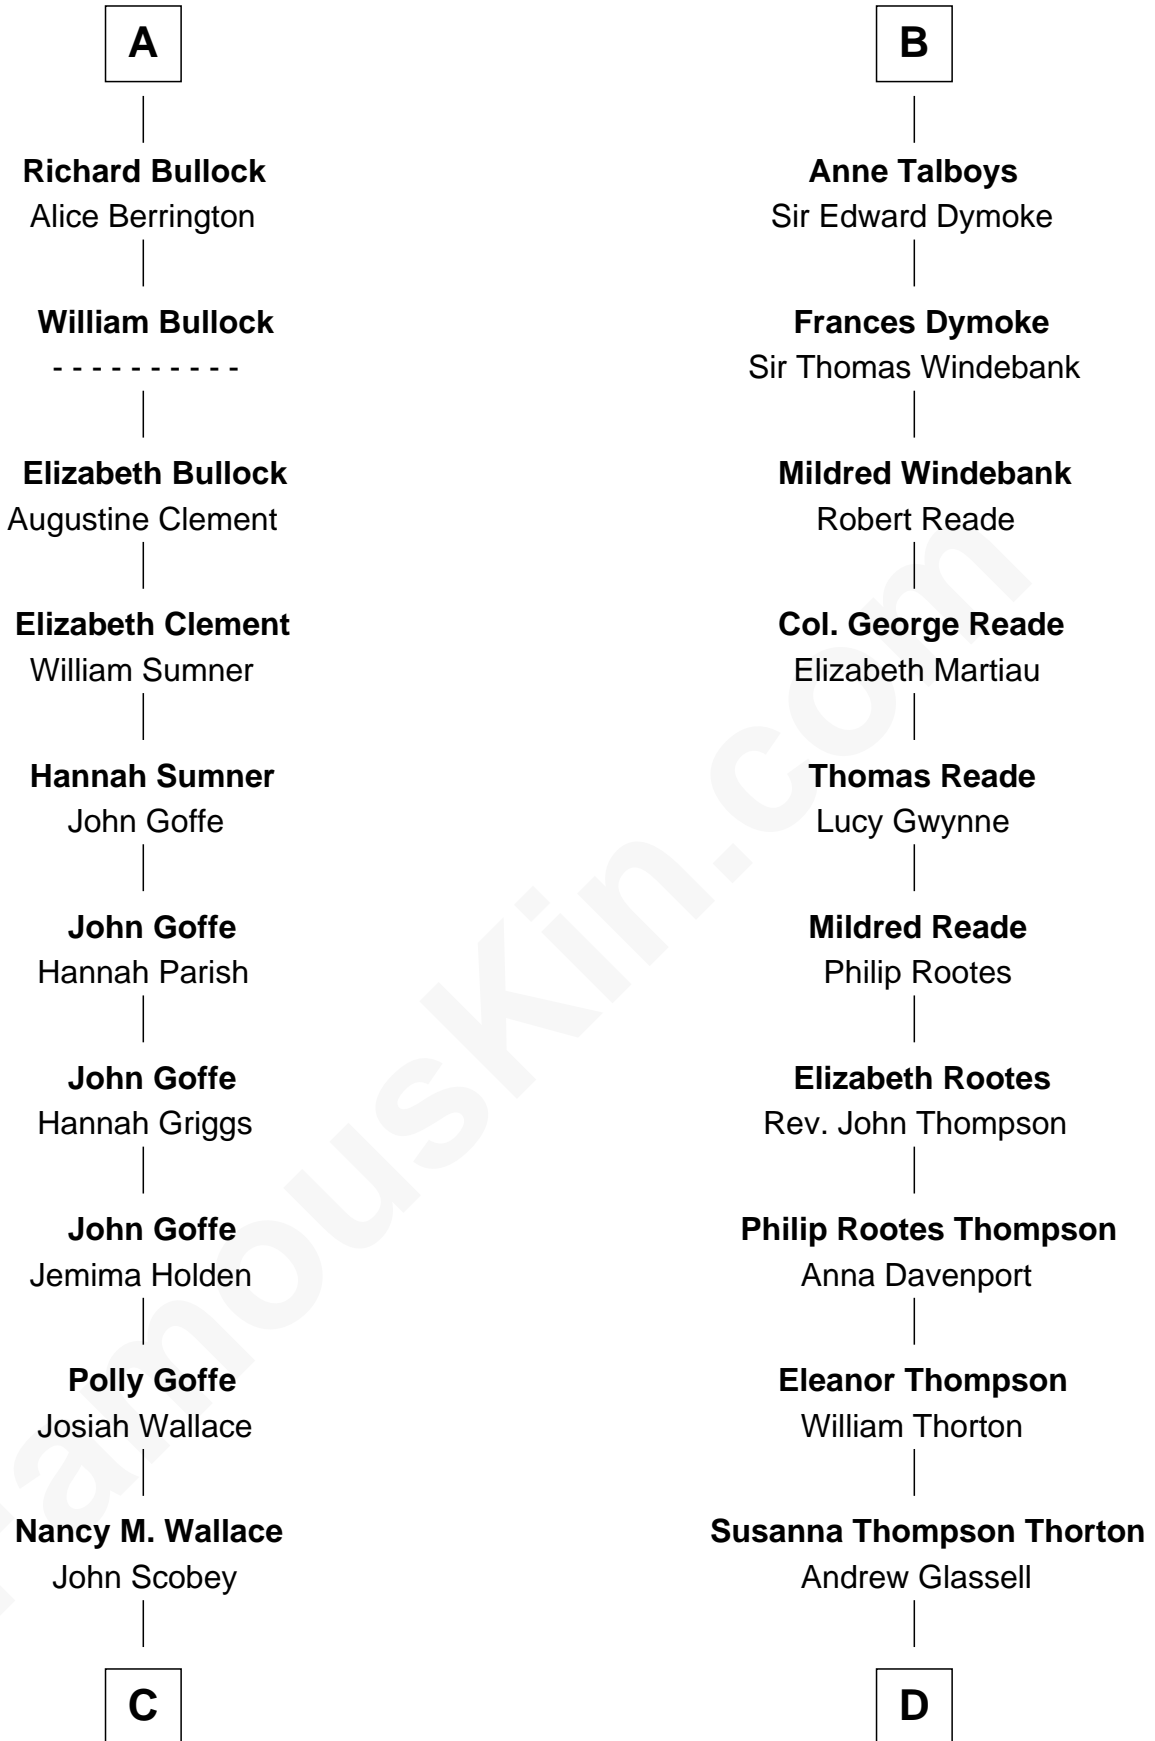 A
Richard Bullock
Alice Berrington
William Bullock
- - - - - - - - - -
Elizabeth Bullock
Augustine Clement
Elizabeth Clement
William Sumner
Hannah Sumner
John Goffe
John Goffe
Hannah Parish
John Goffe
Hannah Griggs
John Goffe
Jemima Holden
Polly Goffe
Josiah Wallace
Nancy M. Wallace
John Scobey
C
B
Anne Talboys
Sir Edward Dymoke
Frances Dymoke
Sir Thomas Windebank
Mildred Windebank
Robert Reade
Col. George Reade
Elizabeth Martiau
Thomas Reade
Lucy Gwynne
Mildred Reade
Philip Rootes
Elizabeth Rootes
Rev. John Thompson
Philip Rootes Thompson
Anna Davenport
Eleanor Thompson
William Thorton
Susanna Thompson Thorton
Andrew Glassell
D
FamousKin.com